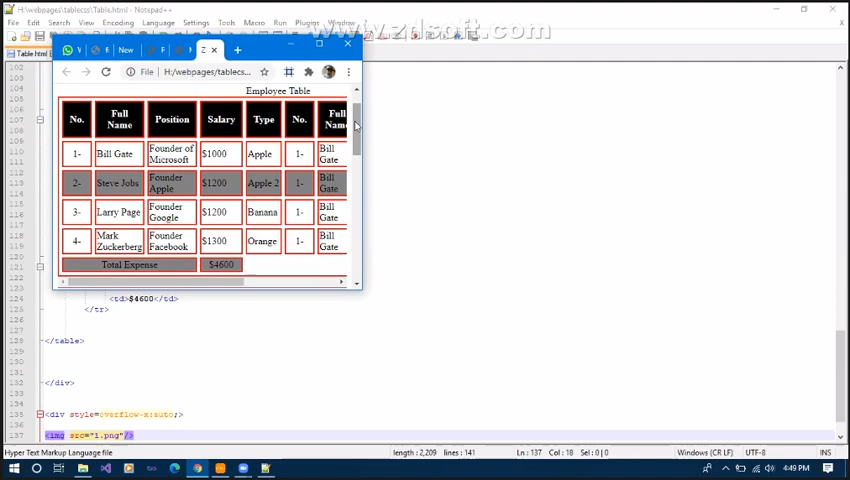 H:\webpages\tablecss\Table.html - Notepad++
File Edit Search View Encoding Language Settings Tools Macro Run Plugins Window
www.zdsoft.com
Table.html
New
Z
File H:/webpages/tablecs...
Employee Table
No. Full Name Position Salary Type No. Full Name
1- Bill Gate Founder of Microsoft $1000 Apple 1- Bill Gate
2- Steve Jobs Founder Apple $1200 Apple 2 1- Bill Gate
3- Larry Page Founder Google $1200 Banana 1- Bill Gate
4- Mark Zuckerberg Founder Facebook $1300 Orange 1- Bill Gate
Total Expense $4600
102
103
104
105
106
107
108
109
110
111
112
113
114
115
116
117
118
119
120
121
122
123
124 <td>$4600</td>
125 </tr>
126
127
128 </table>
129
130
131
132 </div>
133
134
135 <div style=overflow-x:auto;>
136
137 <img src="1.png"/>
Hyper Text Markup Language file length : 2,209 lines : 141 Ln : 137 Col : 18 Sel : 0 | 0 Windows (CR LF) UTF-8 INS
4:49 PM